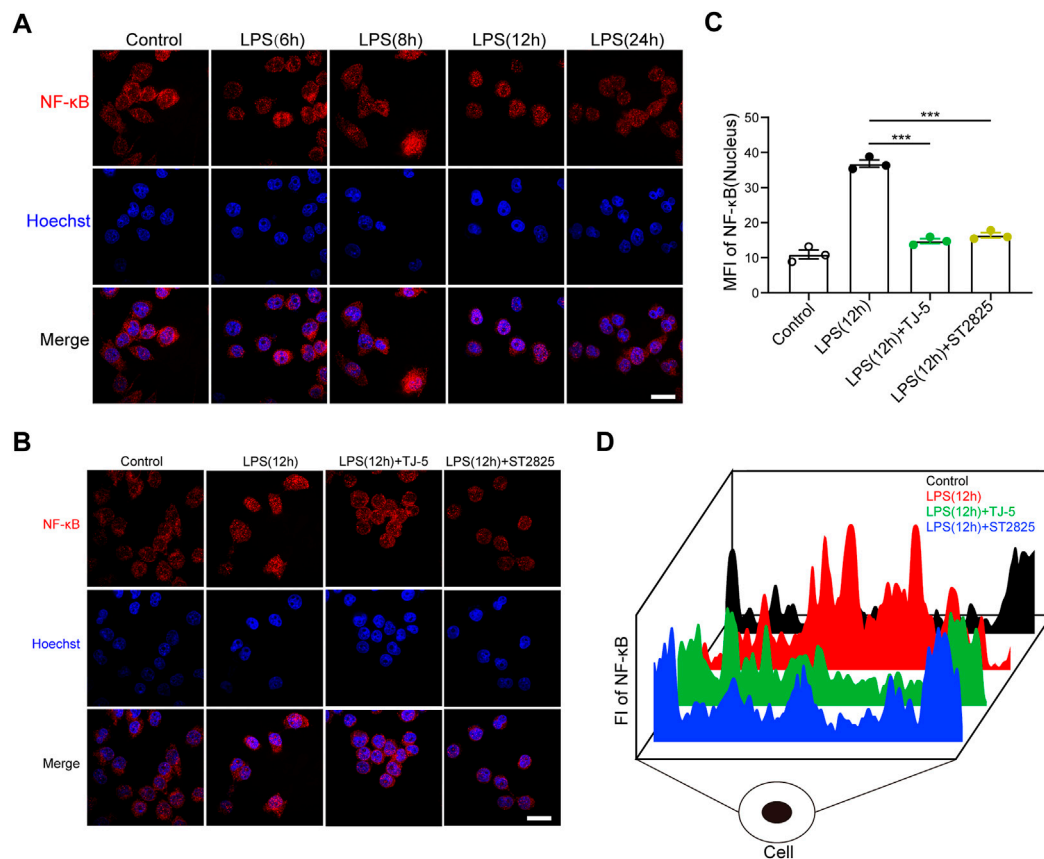 A
Control LPS(6h) LPS(8h) LPS(12h) LPS(24h)
NF-κB
Hoechst
Merge
B
Control LPS(12h) LPS(12h)+TJ-5 LPS(12h)+ST2825
NF-κB
Hoechst
Merge
C
MFI of NF-κB(Nucleus)
50
40
30
20
10
0
***
***
Control
LPS(12h)
LPS(12h)+TJ-5
LPS(12h)+ST2825
D
Control
LPS(12h)
LPS(12h)+TJ-5
LPS(12h)+ST2825
FI of NF-κB
Cell